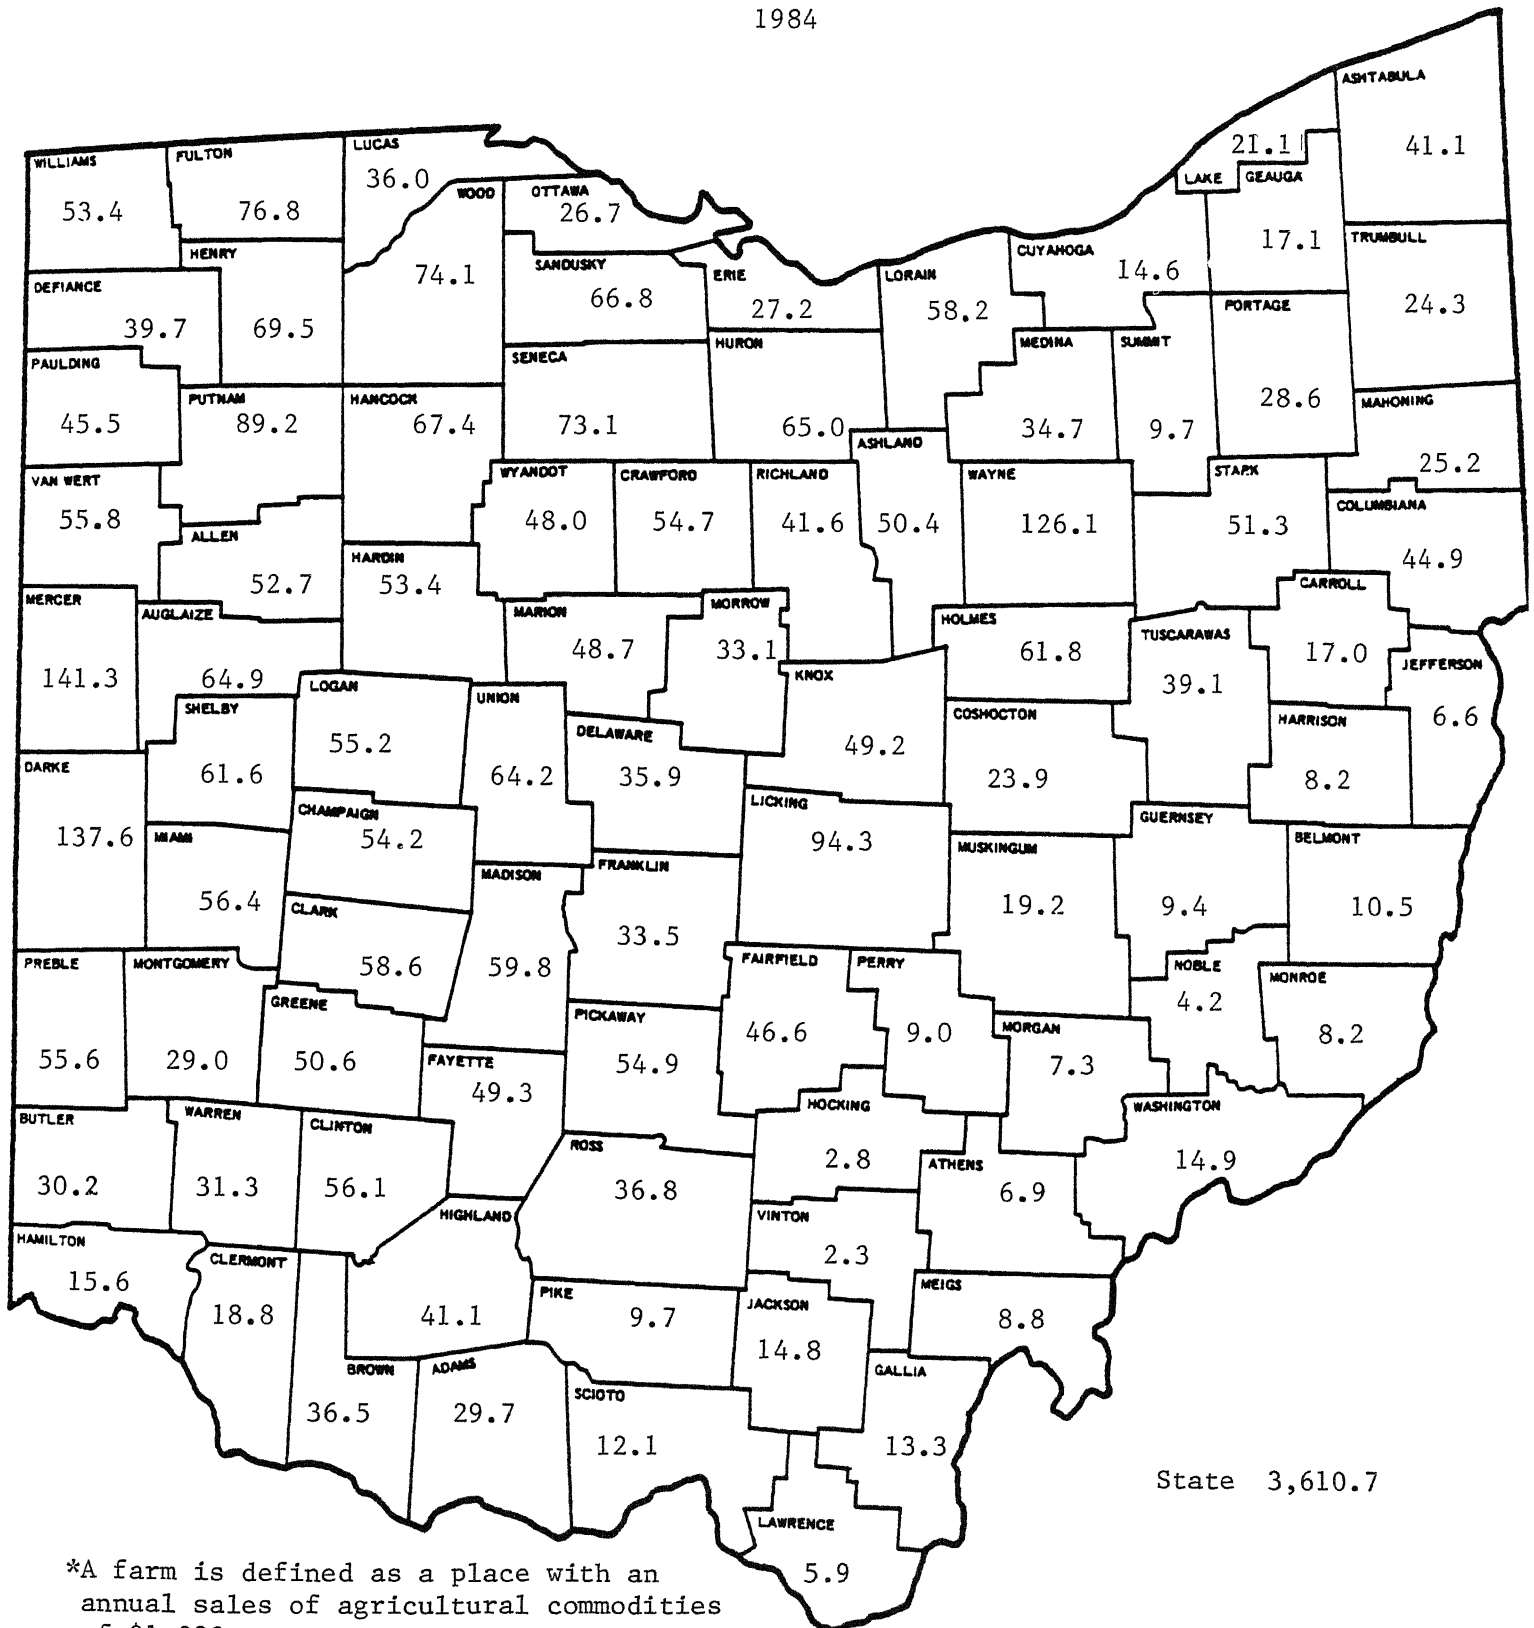 1984
ASHTABULA
41.1
21.1
LAKE
GEAUGA
17.1
WILLIAMS
53.4
FULTON
76.8
LUCAS
36.0
WOOD
74.1
OTTAWA
26.7
HENRY
69.5
SANDUSKY
66.8
ERIE
27.2
LORAIN
58.2
CUYAHOGA
14.6
TRUMBULL
24.3
DEFIANCE
39.7
PORTAGE
28.6
PAULDING
45.5
SENECA
73.1
HURON
65.0
MEDINA
34.7
SUMMIT
9.7
PUTNAM
89.2
HANCOCK
67.4
MAHONING
25.2
ASHLAND
50.4
VAN WERT
55.8
WYANDOT
48.0
CRAWFORD
54.7
RICHLAND
41.6
WAYNE
126.1
STARK
51.3
COLUMBIANA
44.9
ALLEN
52.7
HARDIN
53.4
CARROLL
17.0
MERCER
141.3
AUGLAIZE
64.9
MARION
48.7
MORROW
33.1
HOLMES
61.8
TUSCARAWAS
39.1
JEFFERSON
6.6
KNOX
49.2
SHELBY
61.6
LOGAN
55.2
UNION
64.2
DELAWARE
35.9
COSHOCTON
23.9
HARRISON
8.2
DARKE
137.6
MIAMI
56.4
CHAMPAIGN
54.2
LICKING
94.3
MUSKINGUM
19.2
GUERNSEY
9.4
BELMONT
10.5
MADISON
59.8
FRANKLIN
33.5
CLARK
58.6
PREBLE
55.6
MONTGOMERY
29.0
GREENE
50.6
FAIRFIELD
46.6
PERRY
9.0
NOBLE
4.2
MONROE
8.2
PICKAWAY
54.9
MORGAN
7.3
FAYETTE
49.3
BUTLER
30.2
WARREN
31.3
CLINTON
56.1
HOCKING
2.8
WASHINGTON
14.9
ROSS
36.8
ATHENS
6.9
HIGHLAND
41.1
VINTON
2.3
HAMILTON
15.6
CLERMONT
18.8
PIKE
9.7
JACKSON
14.8
MEIGS
8.8
BROWN
36.5
ADAMS
29.7
SCIOTO
12.1
GALLIA
13.3
State 3,610.7
LAWRENCE
5.9
*A farm is defined as a place with an
annual sales of agricultural commodities